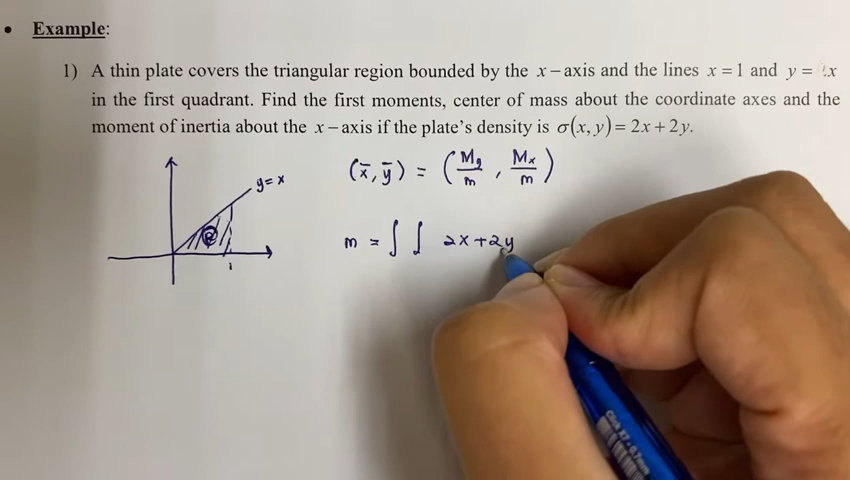 • Example:
1) A thin plate covers the triangular region bounded by the x – axis and the lines x = 1 and y = x
in the first quadrant. Find the first moments, center of mass about the coordinate axes and the
moment of inertia about the x – axis if the plate's density is σ(x, y) = 2x + 2y.
(x̄, ȳ) = (My/m, Mx/m)
y = x
R
1
m = ∫ ∫ 2x + 2y